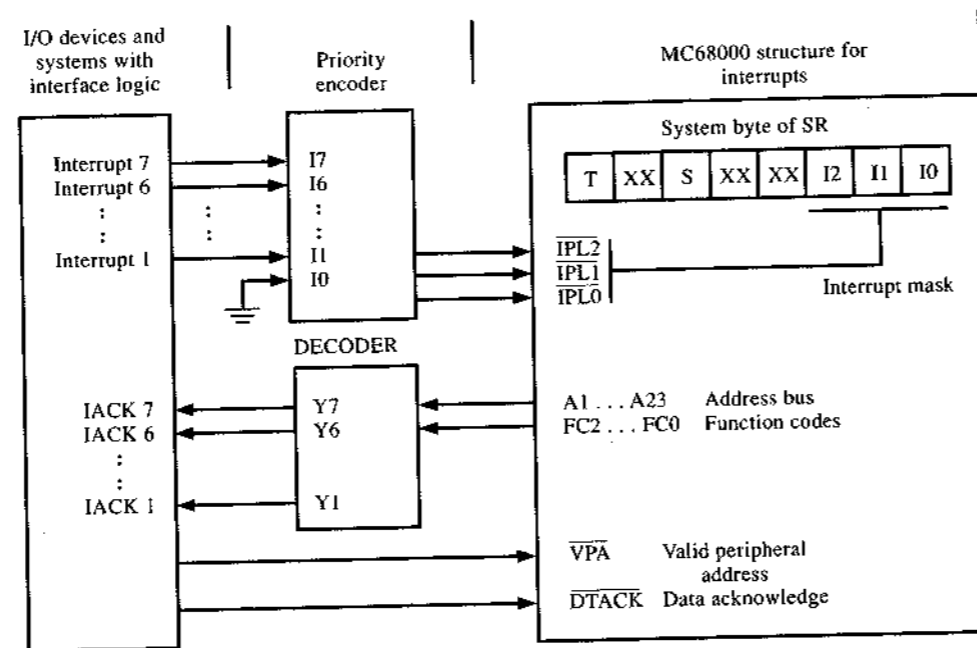 I/O devices and
systems with
interface logic
Priority
encoder
MC68000 structure for
interrupts
System byte of SR
T XX S XX XX I2 I1 I0
Interrupt mask
Interrupt 7
Interrupt 6
:
:
Interrupt 1
:
:
I7
I6
:
:
I1
I0
IPL2
IPL1
IPL0
DECODER
IACK 7
IACK 6
:
:
IACK 1
Y7
Y6
Y1
A1 . . . A23 Address bus
FC2 . . . FC0 Function codes
VPA Valid peripheral
address
DTACK Data acknowledge